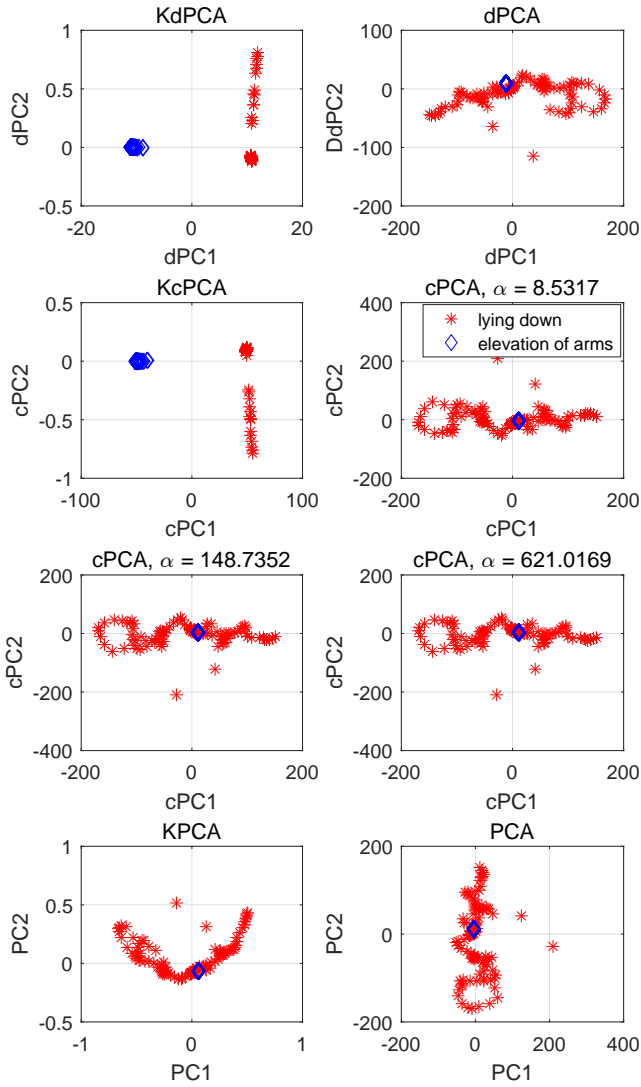 KdPCA
dPCA
1
0.5
0
-0.5
dPC2
-20
0
20
dPC1
100
0
-100
-200
DdPC2
-200
0
200
dPC1
KcPCA
cPCA, α = 8.5317
0.5
0
-0.5
-1
cPC2
-100
0
100
cPC1
400
200
0
-200
cPC2
lying down
elevation of arms
-200
0
200
cPC1
cPCA, α = 148.7352
cPCA, α = 621.0169
200
0
-200
-400
cPC2
-200
0
200
cPC1
200
0
-200
-400
cPC2
-200
0
200
cPC1
KPCA
PCA
1
0.5
0
-0.5
PC2
-1
0
1
PC1
200
0
-200
PC2
-200
0
200
400
PC1